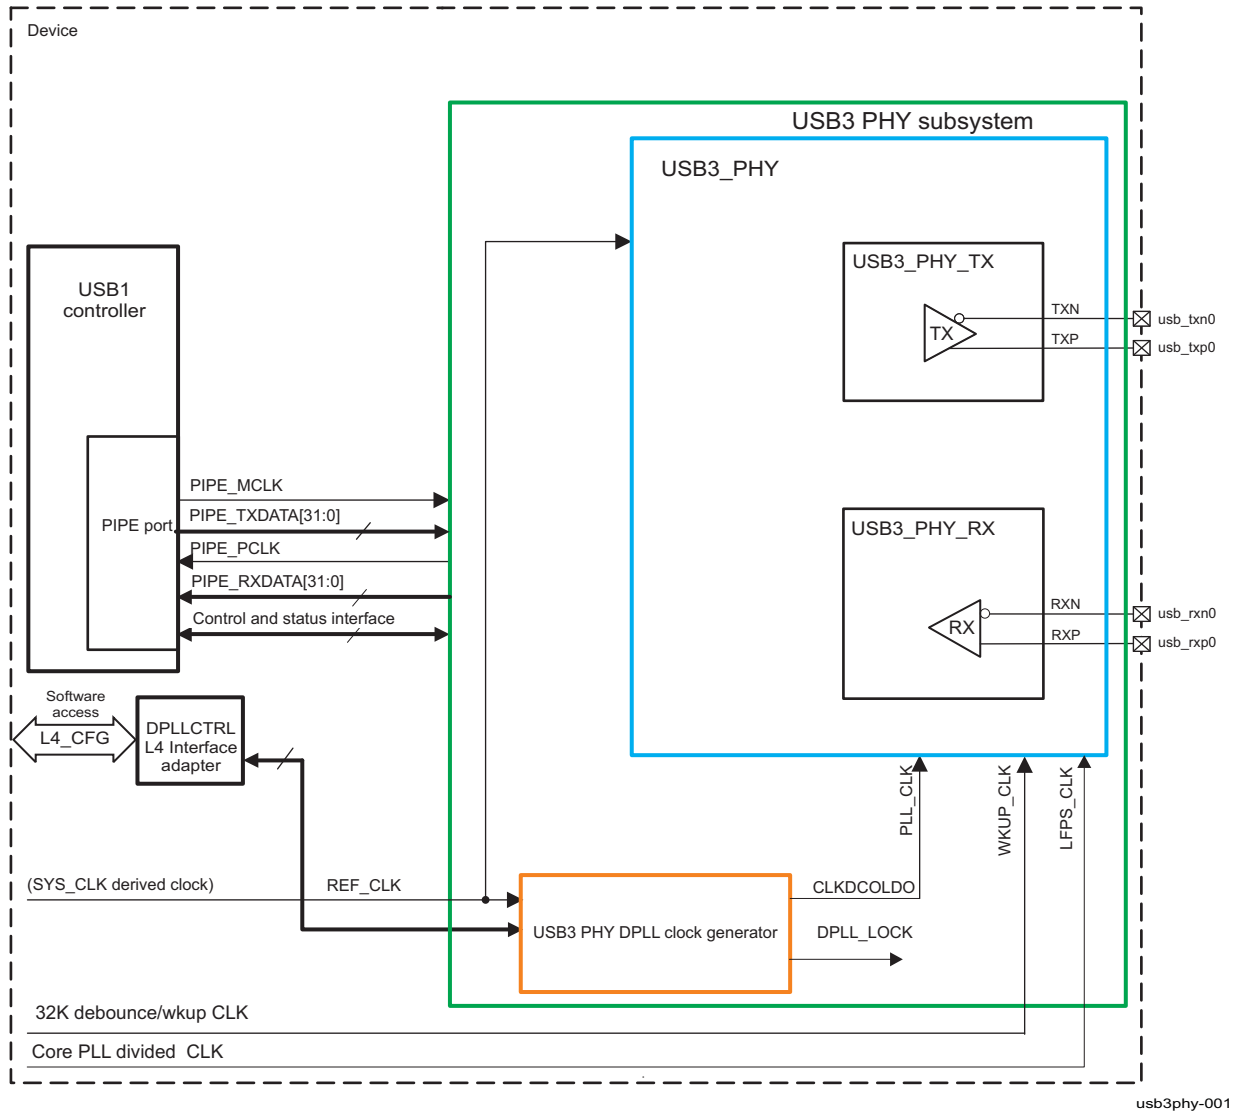 Device
USB3 PHY subsystem
USB3_PHY
USB3_PHY_TX
TX
TXN
TXP
usb_txn0
usb_txp0
USB1
controller
PIPE port
PIPE_MCLK
PIPE_TXDATA[31:0]
PIPE_PCLK
PIPE_RXDATA[31:0]
Control and status interface
USB3_PHY_RX
RX
RXN
RXP
usb_rxn0
usb_rxp0
Software
access
L4_CFG
DPLLCTRL
L4 Interface
adapter
PLL_CLK
WKUP_CLK
LFPS_CLK
(SYS_CLK derived clock)
REF_CLK
USB3 PHY DPLL clock generator
CLKDCOLDO
DPLL_LOCK
32K debounce/wkup CLK
Core PLL divided CLK
usb3phy-001